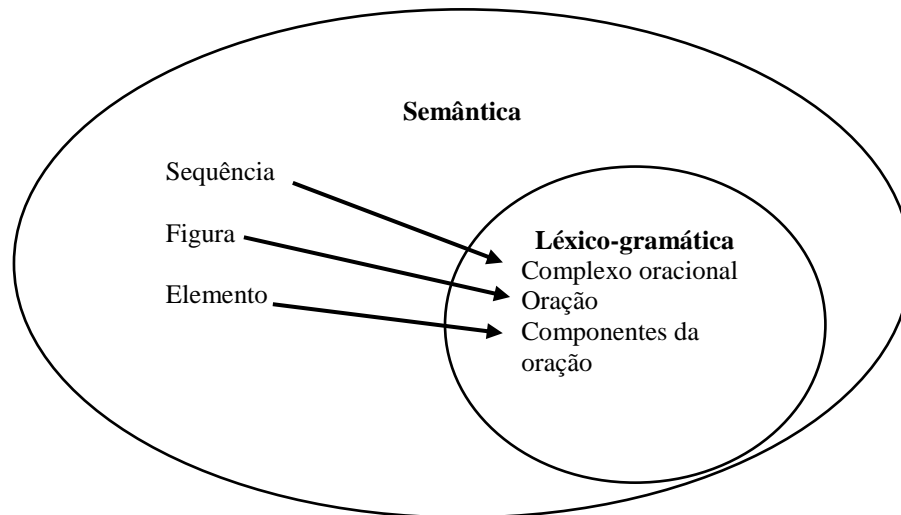 Semântica
Sequência
Figura
Elemento
Léxico-gramática
Complexo oracional
Oração
Componentes da
oração